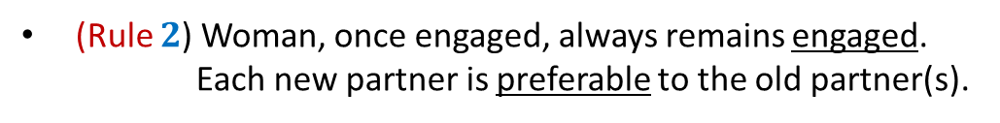 • (Rule 2) Woman, once engaged, always remains engaged.
Each new partner is preferable to the old partner(s).